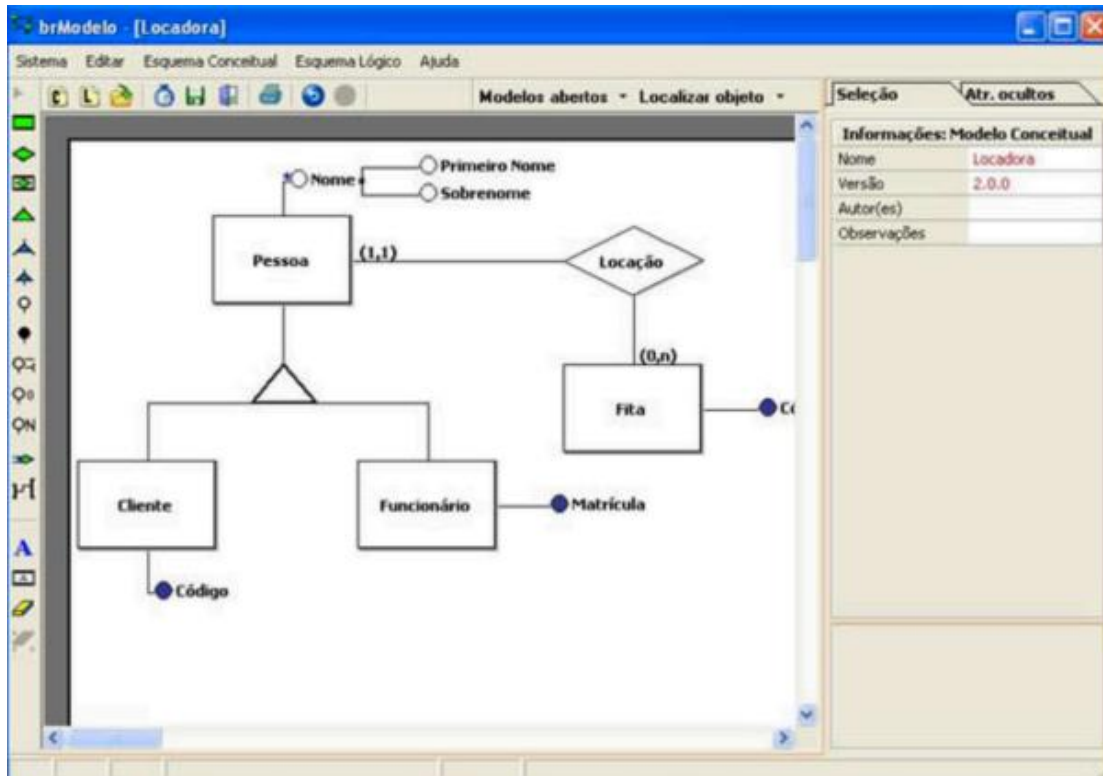 brModelo - [Locadora]
Sistema Editar Esquema Conceitual Esquema Lógico Ajuda
C L Modelos abertos Localizar objeto
Seleção Atr. ocultos
Informações: Modelo Conceitual
Nome Locadora
Versão 2.0.0
Autor(es)
Observações
Nome
Primeiro Nome
Sobrenome
Pessoa
(1,1)
Locação
(0,n)
Fita
Cliente
Funcionário
Matrícula
Código
N
A